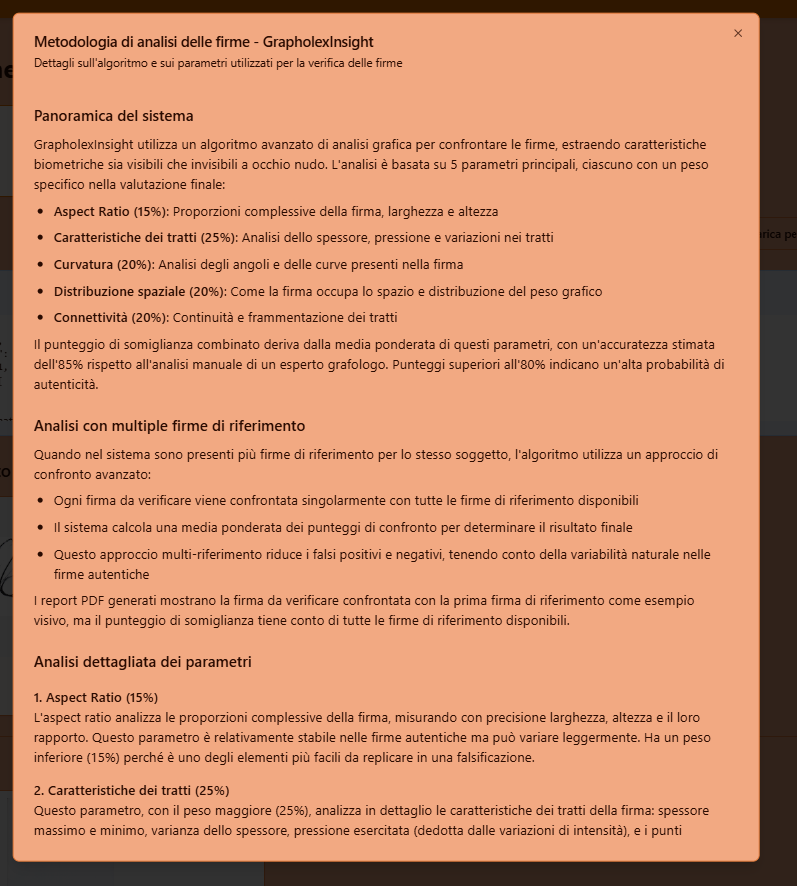 Metodologia di analisi delle firme - GrapholexInsight
Dettagli sull'algoritmo e sui parametri utilizzati per la verifica delle firme
Panoramica del sistema
GrapholexInsight utilizza un algoritmo avanzato di analisi grafica per confrontare le firme, estraendo caratteristiche
biometriche sia visibili che invisibili a occhio nudo. L'analisi è basata su 5 parametri principali, ciascuno con un peso
specifico nella valutazione finale:
• Aspect Ratio (15%): Proporzioni complessive della firma, larghezza e altezza
• Caratteristiche dei tratti (25%): Analisi dello spessore, pressione e variazioni nei tratti
• Curvatura (20%): Analisi degli angoli e delle curve presenti nella firma
• Distribuzione spaziale (20%): Come la firma occupa lo spazio e distribuzione del peso grafico
• Connettività (20%): Continuità e frammentazione dei tratti
Il punteggio di somiglianza combinato deriva dalla media ponderata di questi parametri, con un'accuratezza stimata
dell'85% rispetto all'analisi manuale di un esperto grafologo. Punteggi superiori all'80% indicano un'alta probabilità di
autenticità.
Analisi con multiple firme di riferimento
Quando nel sistema sono presenti più firme di riferimento per lo stesso soggetto, l'algoritmo utilizza un approccio di
confronto avanzato:
• Ogni firma da verificare viene confrontata singolarmente con tutte le firme di riferimento disponibili
• Il sistema calcola una media ponderata dei punteggi di confronto per determinare il risultato finale
• Questo approccio multi-riferimento riduce i falsi positivi e negativi, tenendo conto della variabilità naturale nelle
firme autentiche
I report PDF generati mostrano la firma da verificare confrontata con la prima firma di riferimento come esempio
visivo, ma il punteggio di somiglianza tiene conto di tutte le firme di riferimento disponibili.
Analisi dettagliata dei parametri
1. Aspect Ratio (15%)
L'aspect ratio analizza le proporzioni complessive della firma, misurando con precisione larghezza, altezza e il loro
rapporto. Questo parametro è relativamente stabile nelle firme autentiche ma può variare leggermente. Ha un peso
inferiore (15%) perché è uno degli elementi più facili da replicare in una falsificazione.
2. Caratteristiche dei tratti (25%)
Questo parametro, con il peso maggiore (25%), analizza in dettaglio le caratteristiche dei tratti della firma: spessore
massimo e minimo, varianza dello spessore, pressione esercitata (dedotta dalle variazioni di intensità), e i punti